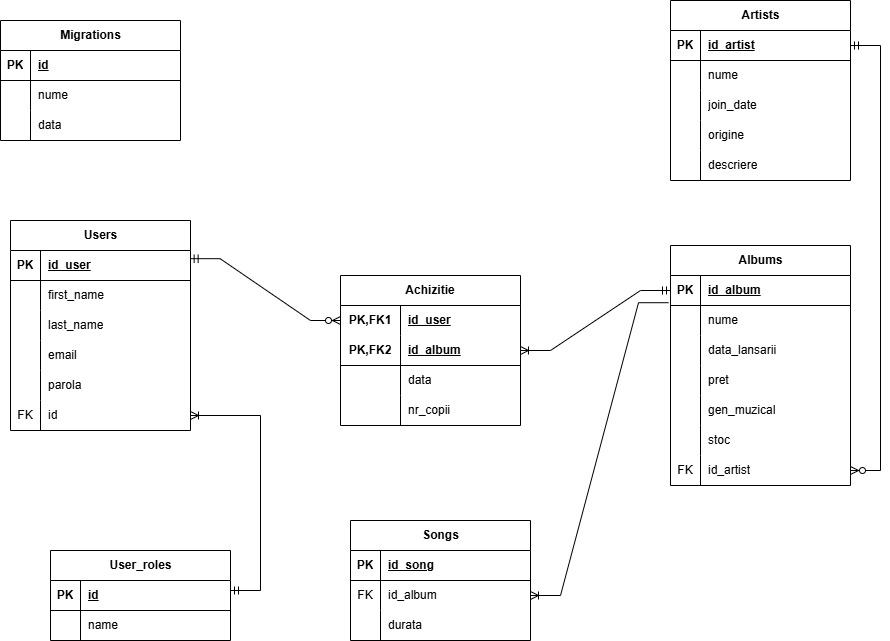 Migrations
PK id
nume
data
Artists
PK id_artist
nume
join_date
origine
descriere
Users
PK id_user
first_name
last_name
email
parola
FK id
Achizitie
PK,FK1 id_user
PK,FK2 id_album
data
nr_copii
Albums
PK id_album
nume
data_lansarii
pret
gen_muzical
stoc
FK id_artist
User_roles
PK id
name
Songs
PK id_song
FK id_album
durata